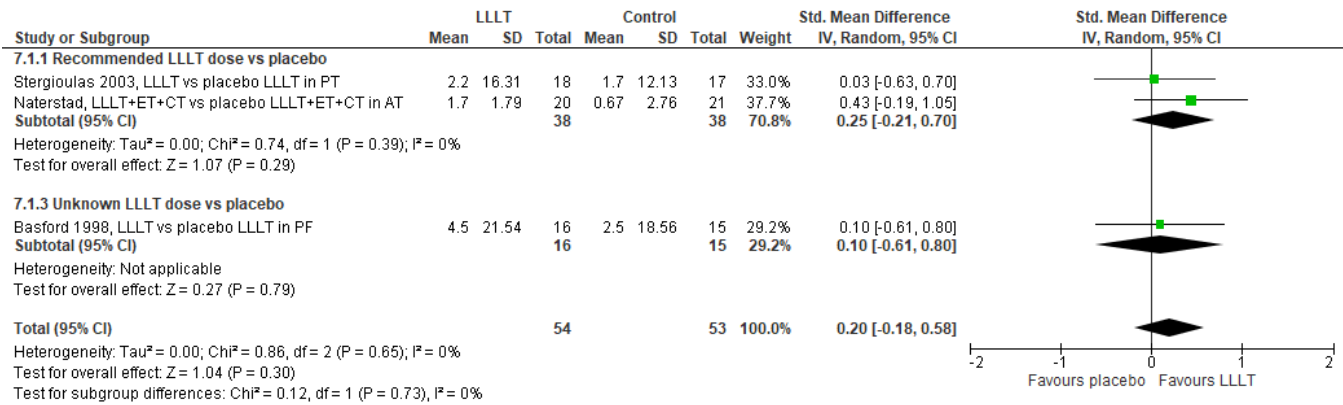 LLLT Control Std. Mean Difference Std. Mean Difference
Study or Subgroup Mean SD Total Mean SD Total Weight IV, Random, 95% CI IV, Random, 95% CI
7.1.1 Recommended LLLT dose vs placebo
Stergioulas 2003, LLLT vs placebo LLLT in PT 2.2 16.31 18 1.7 12.13 17 33.0% 0.03 [-0.63, 0.70]
Naterstad, LLLT+ET+CT vs placebo LLLT+ET+CT in AT 1.7 1.79 20 0.67 2.76 21 37.7% 0.43 [-0.19, 1.05]
Subtotal (95% CI) 38 38 70.8% 0.25 [-0.21, 0.70]
Heterogeneity: Tau² = 0.00; Chi² = 0.74, df = 1 (P = 0.39); I² = 0%
Test for overall effect: Z = 1.07 (P = 0.29)
7.1.3 Unknown LLLT dose vs placebo
Basford 1998, LLLT vs placebo LLLT in PF 4.5 21.54 16 2.5 18.56 15 29.2% 0.10 [-0.61, 0.80]
Subtotal (95% CI) 16 15 29.2% 0.10 [-0.61, 0.80]
Heterogeneity: Not applicable
Test for overall effect: Z = 0.27 (P = 0.79)
Total (95% CI) 54 53 100.0% 0.20 [-0.18, 0.58]
Heterogeneity: Tau² = 0.00; Chi² = 0.86, df = 2 (P = 0.65); I² = 0%
Test for overall effect: Z = 1.04 (P = 0.30)
Test for subgroup differences: Chi² = 0.12, df = 1 (P = 0.73), I² = 0%
-2 -1 0 1 2
Favours placebo Favours LLLT